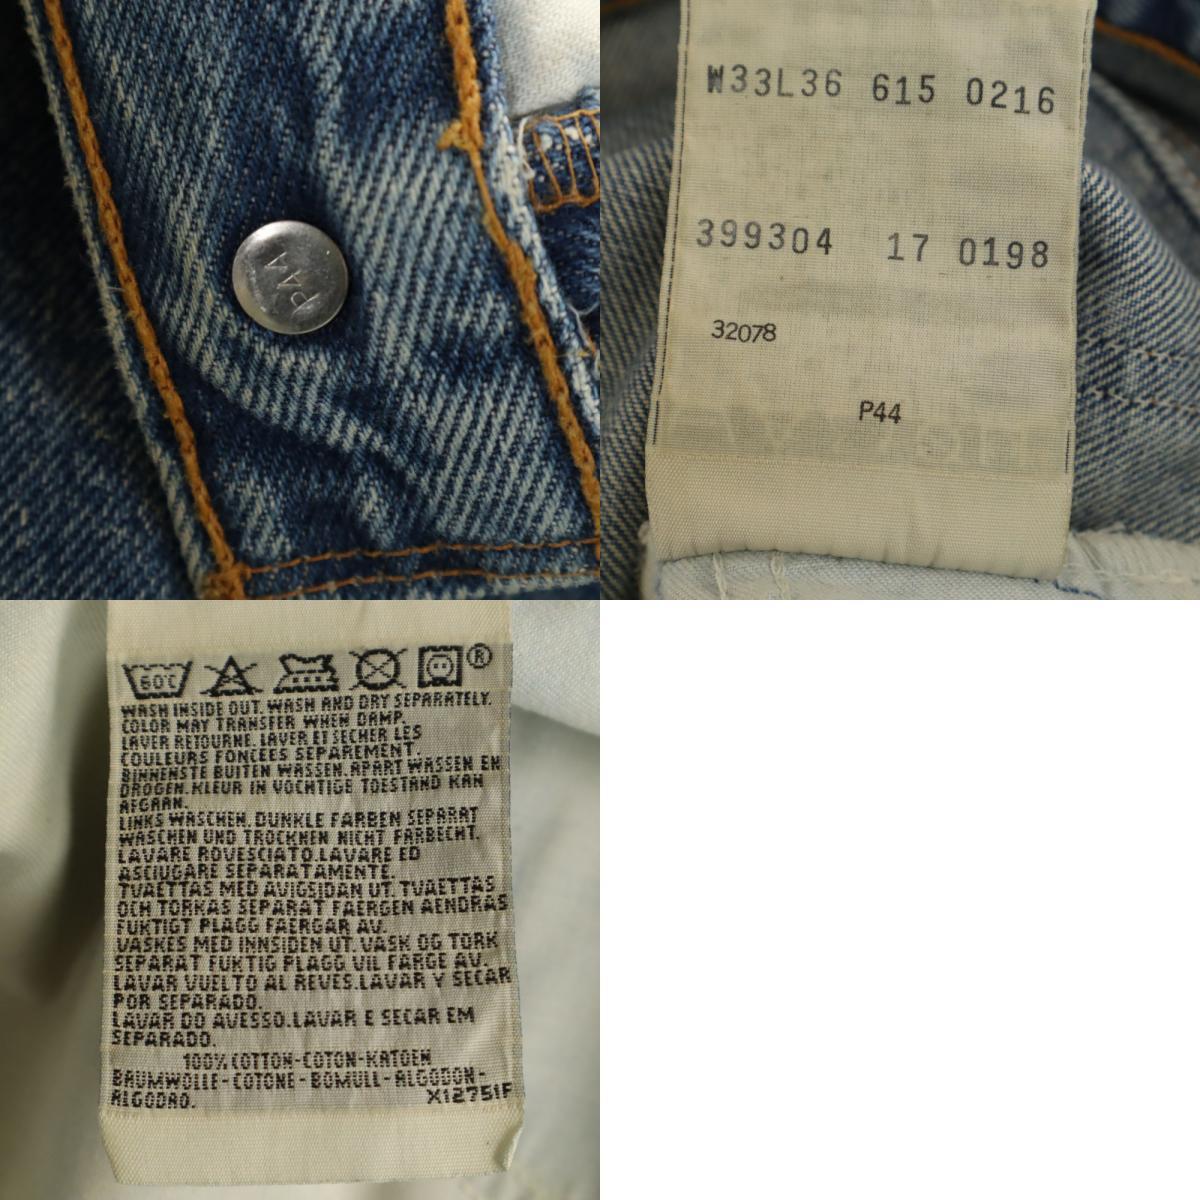 P44
W33L36 615 0216
399304 17 0198
32078
P44
60C ®
WASH INSIDE OUT. WASH AND DRY SEPARATELY.
COLOR MAY TRANSFER WHEN DAMP.
LAVER RETOURNE. LAVER ET SECHER LES
COULEURS FONCEES SEPAREMENT.
BINNENSTE BUITEN WASSEN. APART WASSEN EN
DROGEN. KLEUR IN VOCHTIGE TOESTAND KAN
AFGAAN.
LINKS WASCHEN. DUNKLE FARBEN SEPARAT
WASCHEN UND TROCKNEN NICHT FARBECHT.
LAVARE ROVESCIATO. LAVARE ED
ASCIUGARE SEPARATAMENTE.
TVAETTAS MED AVIGSIDAN UT. TVAETTAS
OCH TORKAS SEPARAT FAERGEN AENDRAS
FUKTIGT PLAGG FAERGAR AV.
VASKES MED INNSIDEN UT. VASK OG TORK
SEPARAT FUKTIG PLAGG VIL FARGE AV.
LAVAR VUELTO AL REVES. LAVAR Y SECAR
POR SEPARADO.
LAVAR DO AVESSO. LAVAR E SECAR EM
SEPARADO.
100% COTTON-COTON-KATOEN
BAUMWOLLE-COTONE-BOMULL-ALGODON-
ALGODAO. X12751F